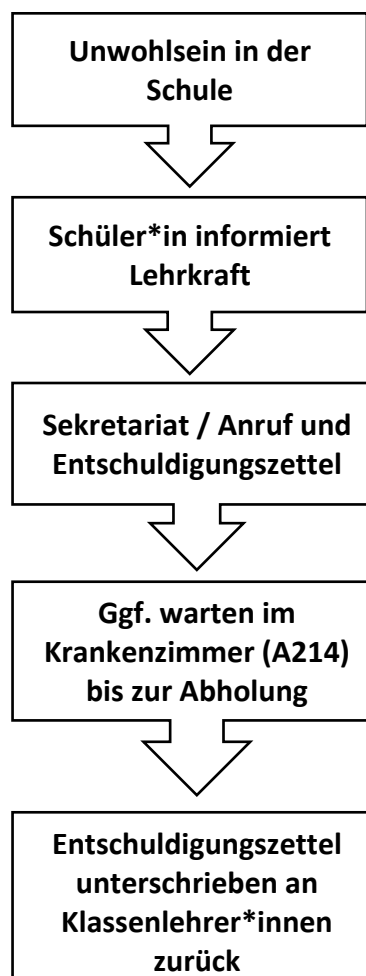 Unwohlsein in der
Schule
Schüler*in informiert
Lehrkraft
Sekretariat / Anruf und
Entschuldigungszettel
Ggf. warten im
Krankenzimmer (A214)
bis zur Abholung
Entschuldigungszettel
unterschrieben an
Klassenlehrer*innen
zurück